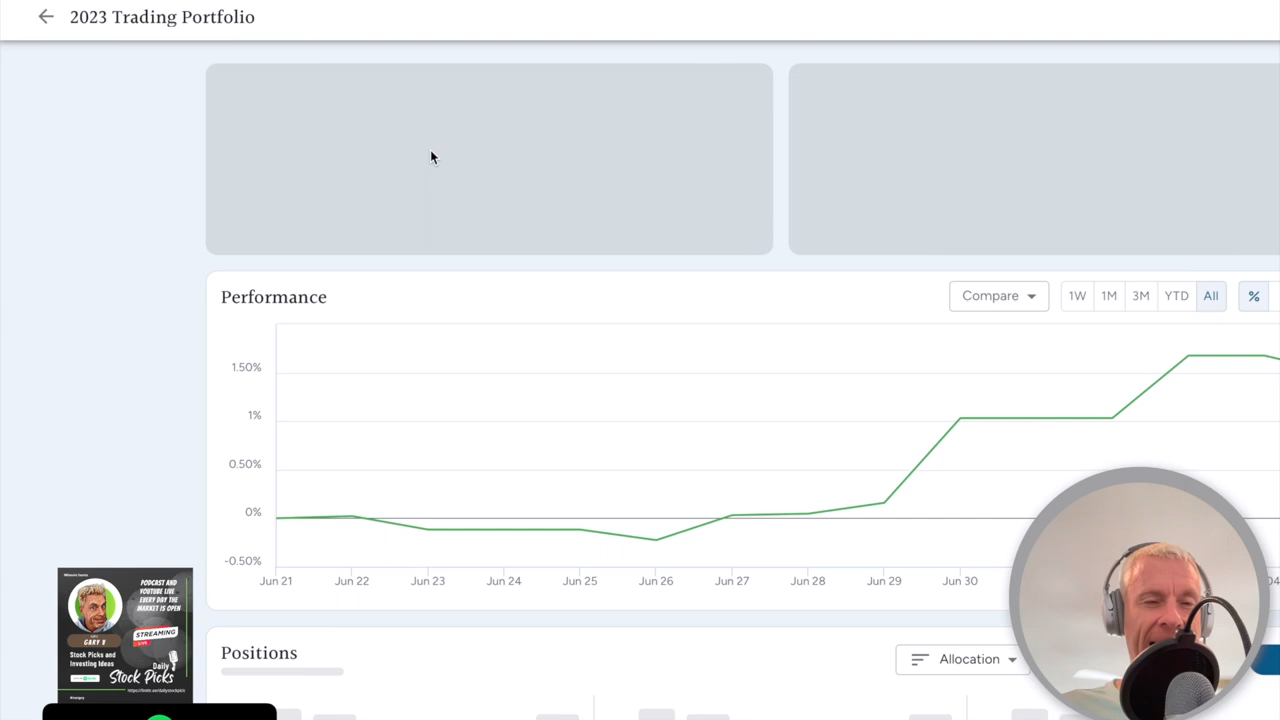 2023 Trading Portfolio
Performance
Compare
1W 1M 3M YTD All %
1.50%
1%
0.50%
0%
-0.50%
Jun 21 Jun 22 Jun 23 Jun 24 Jun 25 Jun 26 Jun 27 Jun 28 Jun 29 Jun 30 04
Positions
Allocation
PODCAST AND
YOUTUBE LIVE
EVERY DAY THE
MARKET IS OPEN
STREAMING
LIVE
GARY V
Stock Picks and
Investing Ideas
Daily
Stock Picks